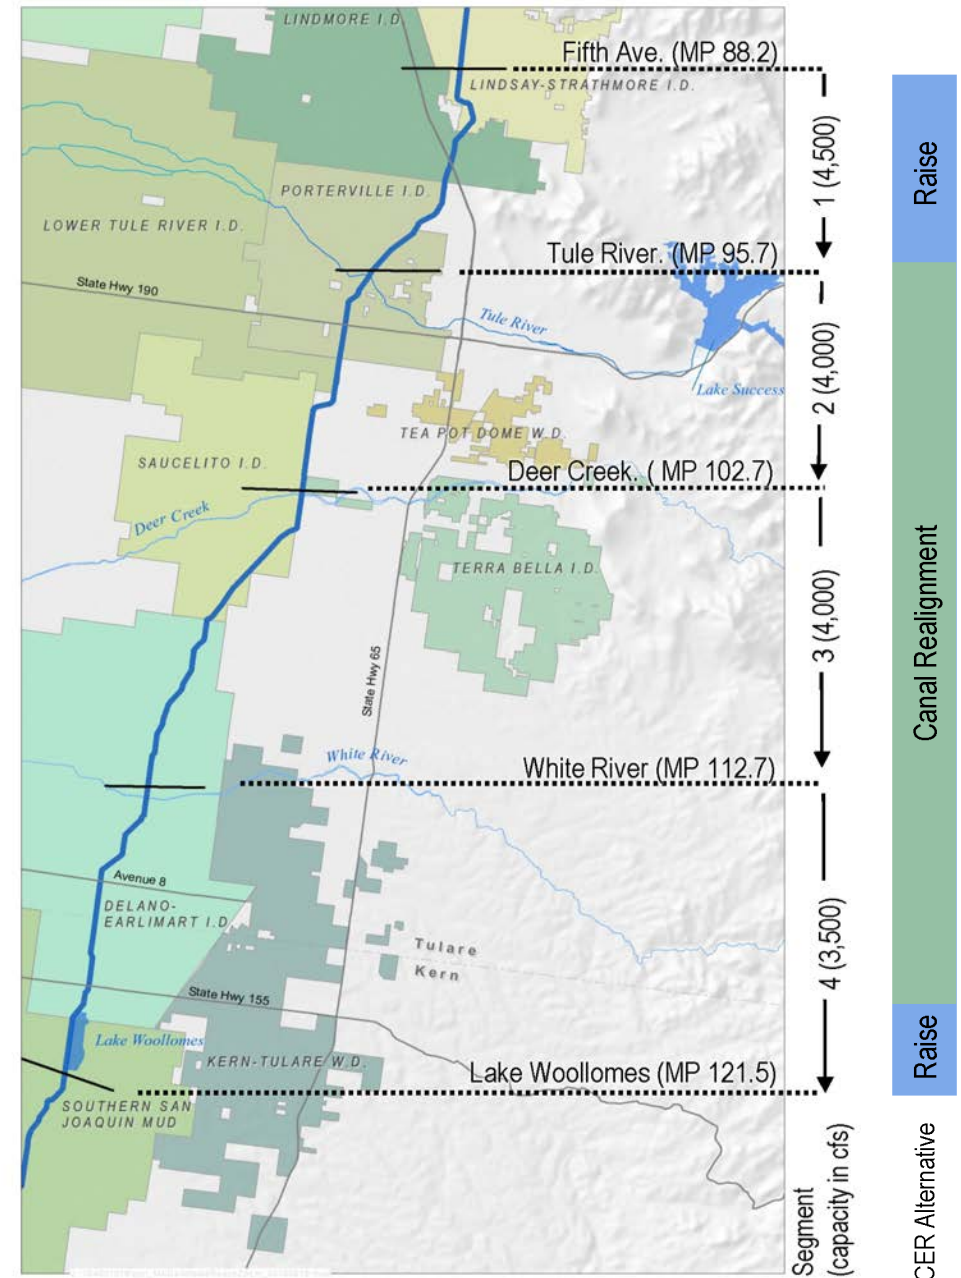 LINDMORE I.D.
Fifth Ave. (MP 88.2)
LINDSAY-STRATHMORE I.D.
1 (4,500)
Raise
PORTERVILLE I.D.
LOWER TULE RIVER I.D.
Tule River. (MP 95.7)
State Hwy 190
Tule River
Lake Success
2 (4,000)
TEA POT DOME W.D.
SAUCELITO I.D.
Deer Creek. ( MP 102.7)
Deer Creek
TERRA BELLA I.D.
3 (4,000)
Canal Realignment
State Hwy 65
White River
White River (MP 112.7)
Avenue 8
DELANO-
EARLIMART I.D.
Tulare
Kern
4 (3,500)
State Hwy 155
Lake Woollomes
KERN-TULARE W.D.
Raise
Lake Woollomes (MP 121.5)
SOUTHERN SAN
JOAQUIN MUD
Segment
(capacity in cfs)
CER Alternative